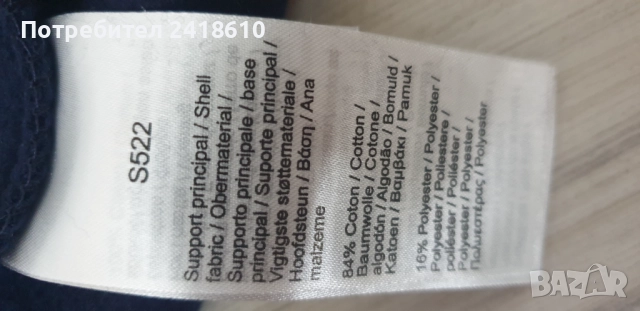 Потребител 2418610
S522
Support principal / Shell
fabric / Obermaterial /
Supporto principale / base
principal / Suporte principal /
Vigtigste støttemateriale /
Hoofdsteun / Βάση / Ana
malzeme
84% Coton / Cotton /
Baumwolle / Cotone /
algodón / Algodão / Bomuld /
Katoen / Βαμβάκι / Pamuk
16% Polyester / Polyester /
Polyester / Poliestere /
poliéster / Poliéster /
Polyester / Polyester /
Πολυεστέρας / Polyester
BAZAR